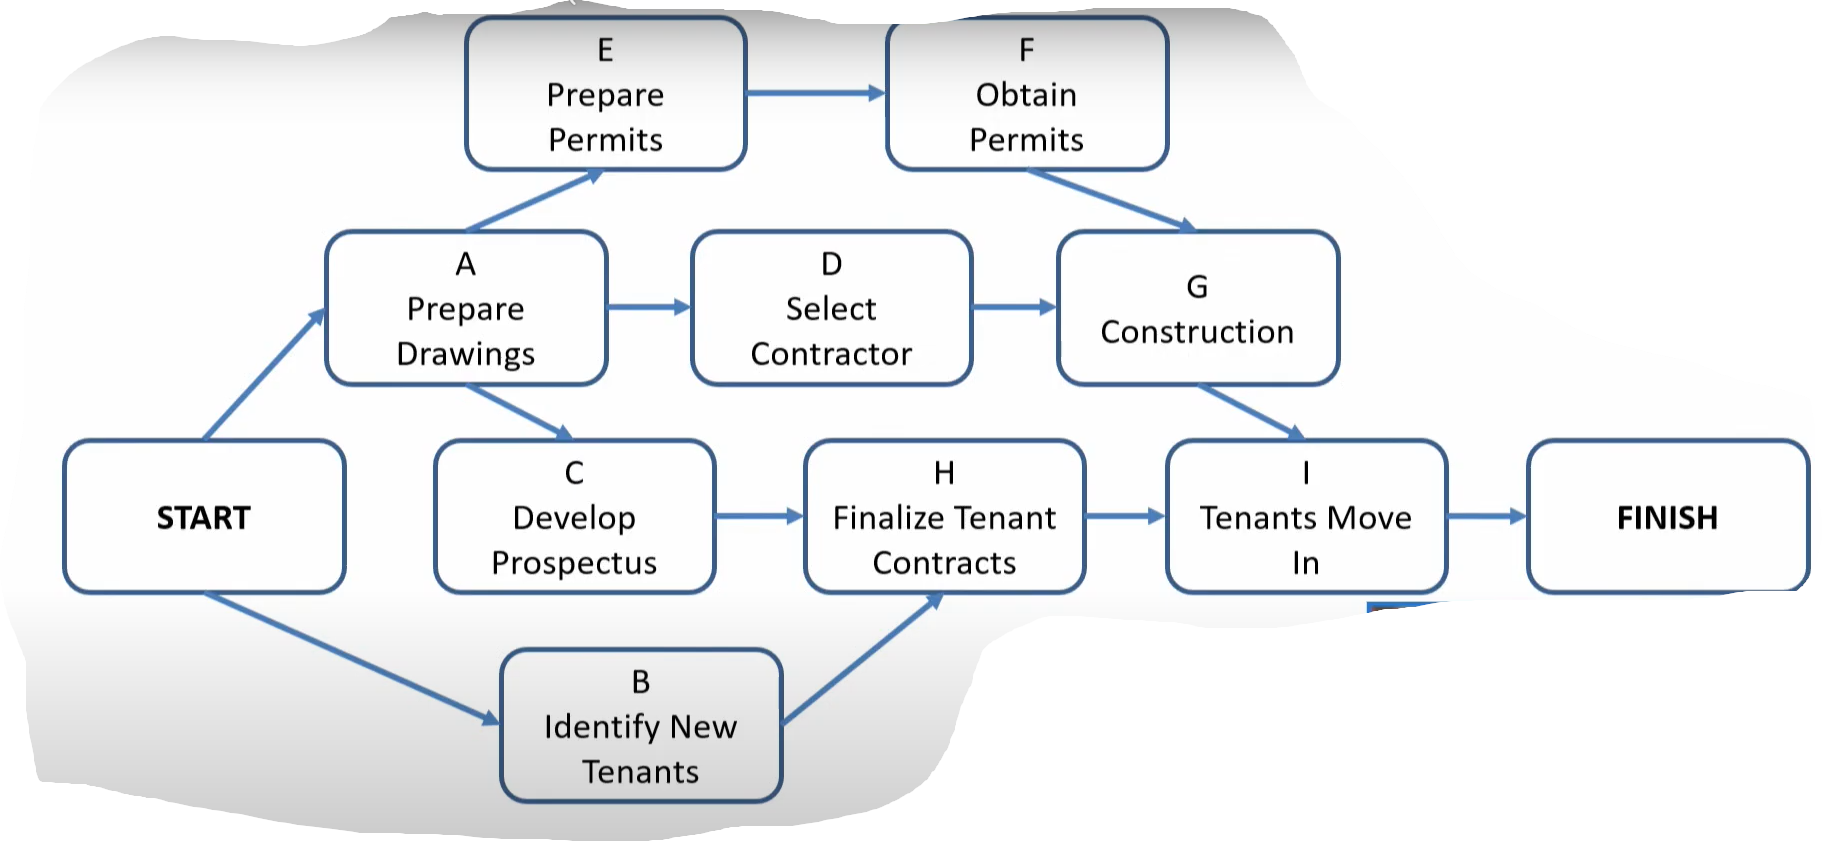 E
Prepare
Permits
F
Obtain
Permits
A
Prepare
Drawings
D
Select
Contractor
G
Construction
START
C
Develop
Prospectus
H
Finalize Tenant
Contracts
I
Tenants Move
In
FINISH
B
Identify New
Tenants